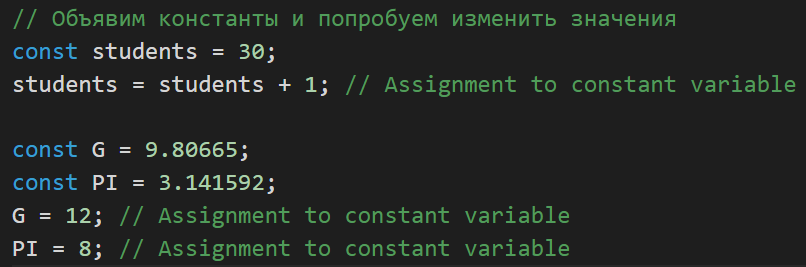 // Объявим константы и попробуем изменить значения
const students = 30;
students = students + 1; // Assignment to constant variable
const G = 9.80665;
const PI = 3.141592;
G = 12; // Assignment to constant variable
PI = 8; // Assignment to constant variable